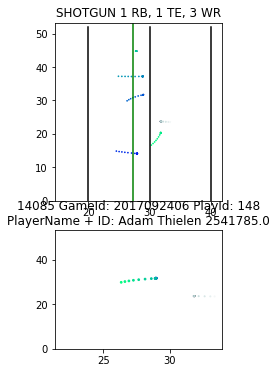 SHOTGUN 1 RB, 1 TE, 3 WR
50
40
30
20
10
0
20 30 40
14085 GameId: 2017092406 PlayId: 148
PlayerName + ID: Adam Thielen 2541785.0
40
20
0
25 30